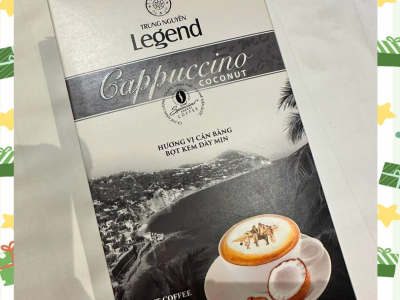 TRUNG NGUYÊN
Legend
Cappuccino
COCONUT
HƯƠNG VỊ CÂN BẰNG
BỌT KEM DÀY MỊN
COFFEE